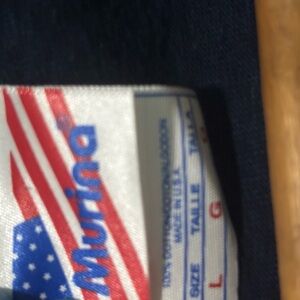 Murina®
100% COTTON/COTON/ALGODON
MADE IN U.S.A.
SIZE TAILLE TALLA
L G